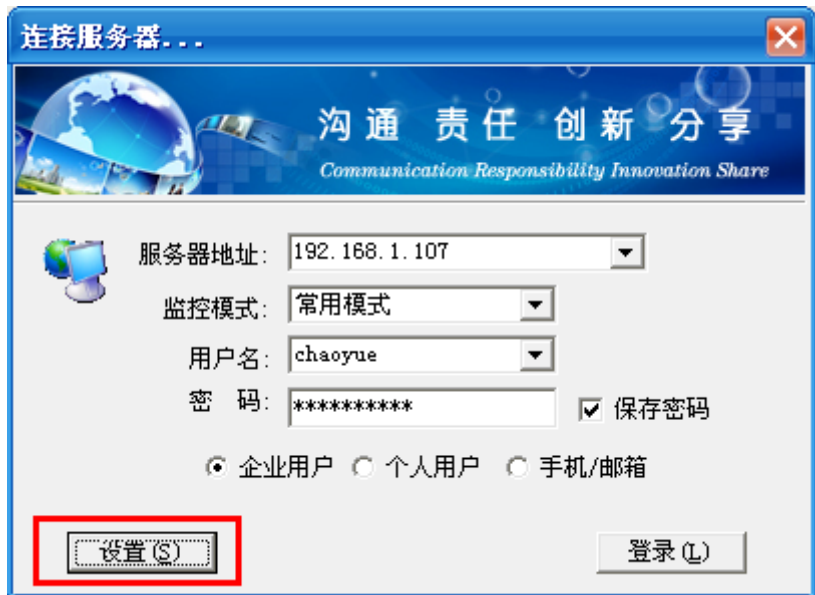 连接服务器...
沟通 责任 创新 分享
Communication Responsibility Innovation Share
服务器地址: 192.168.1.107
监控模式: 常用模式
用户名: chaoyue
密 码: ********** 保存密码
企业用户 个人用户 手机/邮箱
设置(S) 登录(L)